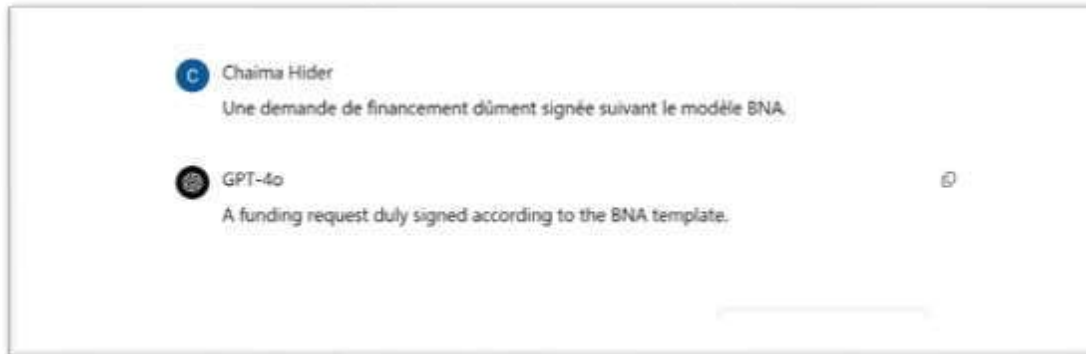 C
Chaima Hider
Une demande de financement dûment signée suivant le modèle BNA.
GPT-4o
A funding request duly signed according to the BNA template.